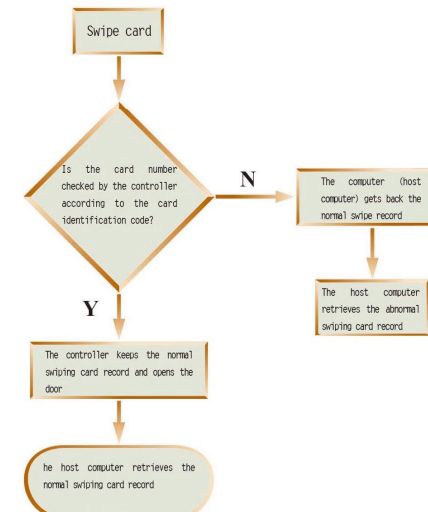 Swipe card
Is the card number
checked by the controller
according to the card
identification code?
N
The computer (host
computer) gets back the
normal swipe record
The host computer
retrieves the abnormal
swiping card record
Y
The controller keeps the normal
swiping card record and opens the
door
he host computer retrieves the
normal swiping card record